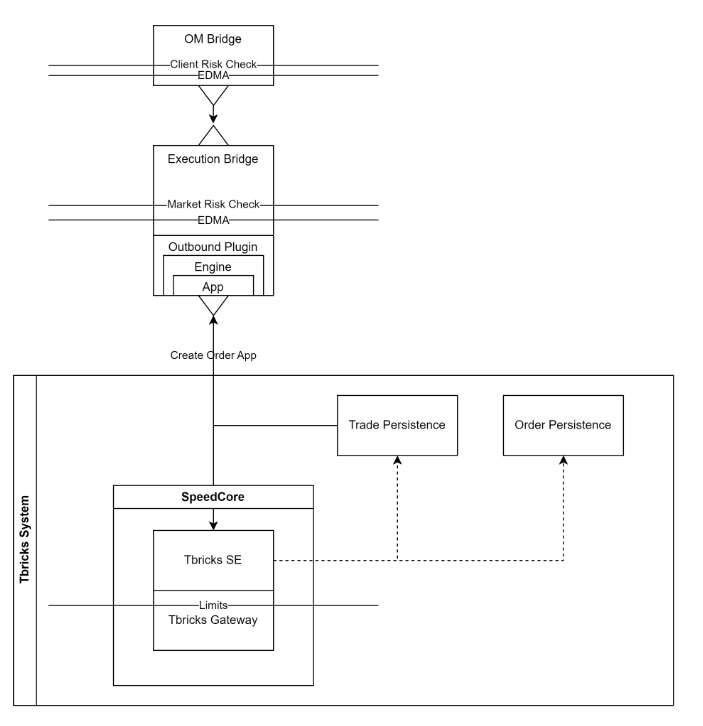 OM Bridge
Client Risk Check
EDMA
Execution Bridge
Market Risk Check
EDMA
Outbound Plugin
Engine
App
Create Order App
Trade Persistence
Order Persistence
SpeedCore
Tbricks System
Tbricks SE
Limits
Tbricks Gateway